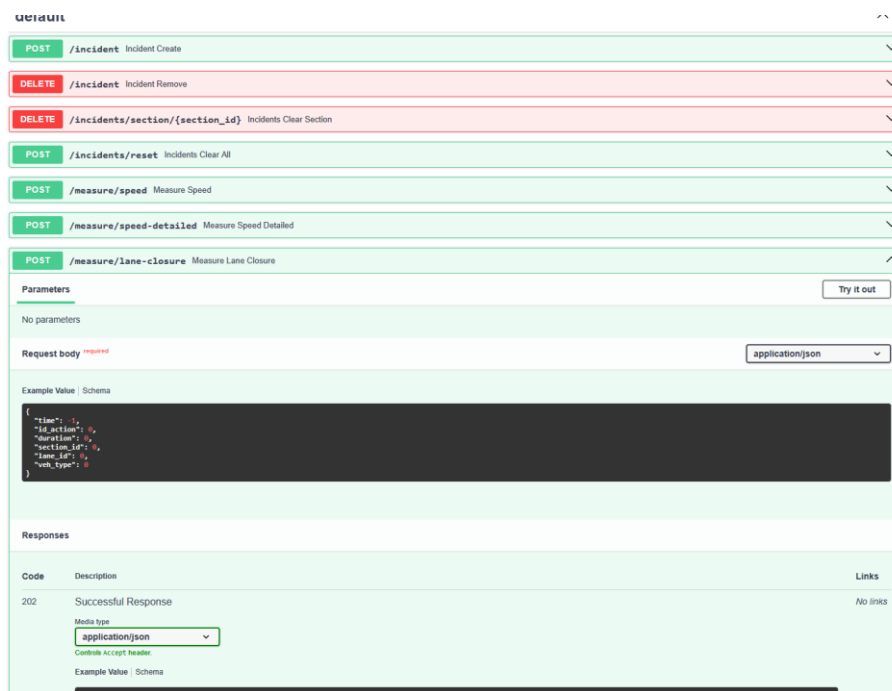 default
POST /incident Incident Create
DELETE /incident Incident Remove
DELETE /incidents/section/{section_id} Incidents Clear Section
POST /incidents/reset Incidents Clear All
POST /measure/speed Measure Speed
POST /measure/speed-detailed Measure Speed Detailed
POST /measure/lane-closure Measure Lane Closure
Parameters Try it out
No parameters
Request body required application/json
Example Value | Schema
{
"time": -1,
"id_action": 0,
"duration": 0,
"section_id": 0,
"lane_id": 0,
"veh_type": 0
}
Responses
Code Description Links
202 Successful Response No links
Media type
application/json
Controls Accept header.
Example Value | Schema